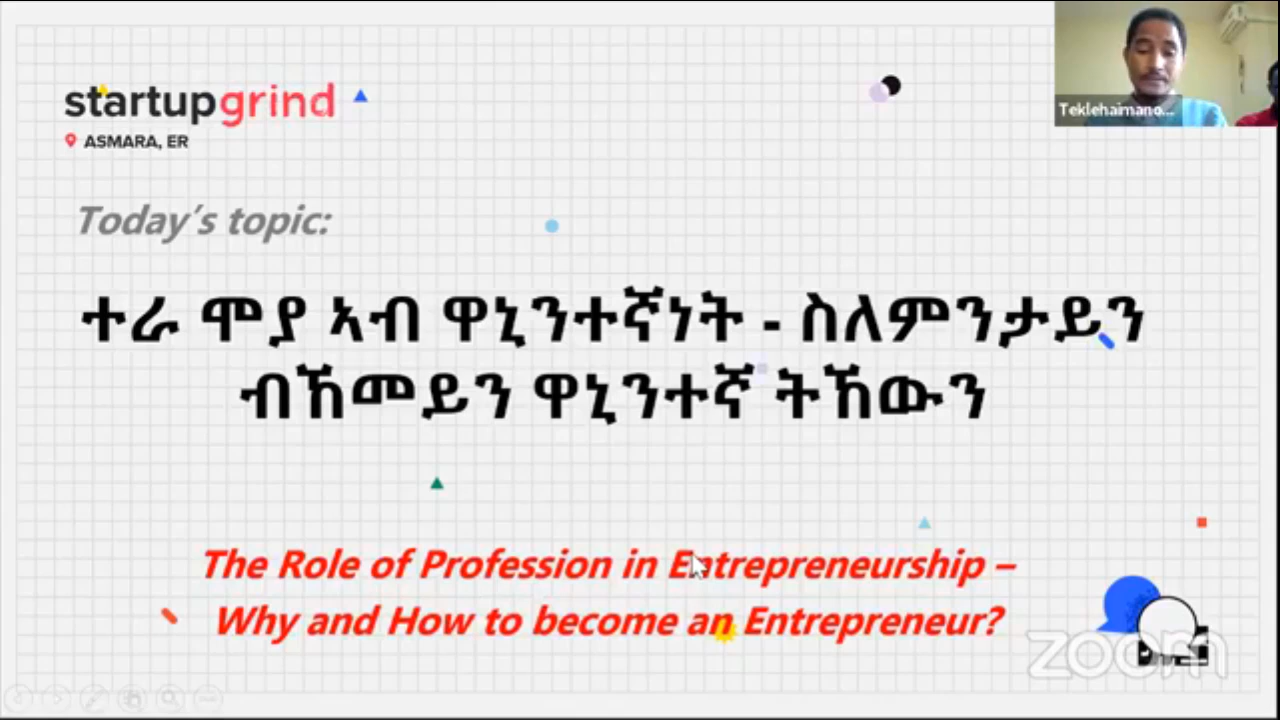 startupgrind
ASMARA, ER
Teklehaimano...
Today's topic:
ተራ ሞያ ኣብ ዋኒንተኛነት - ስለምንታይን
ብኸመይን ዋኒንተኛ ትኸውን
The Role of Profession in Entrepreneurship –
Why and How to become an Entrepreneur?
zoom